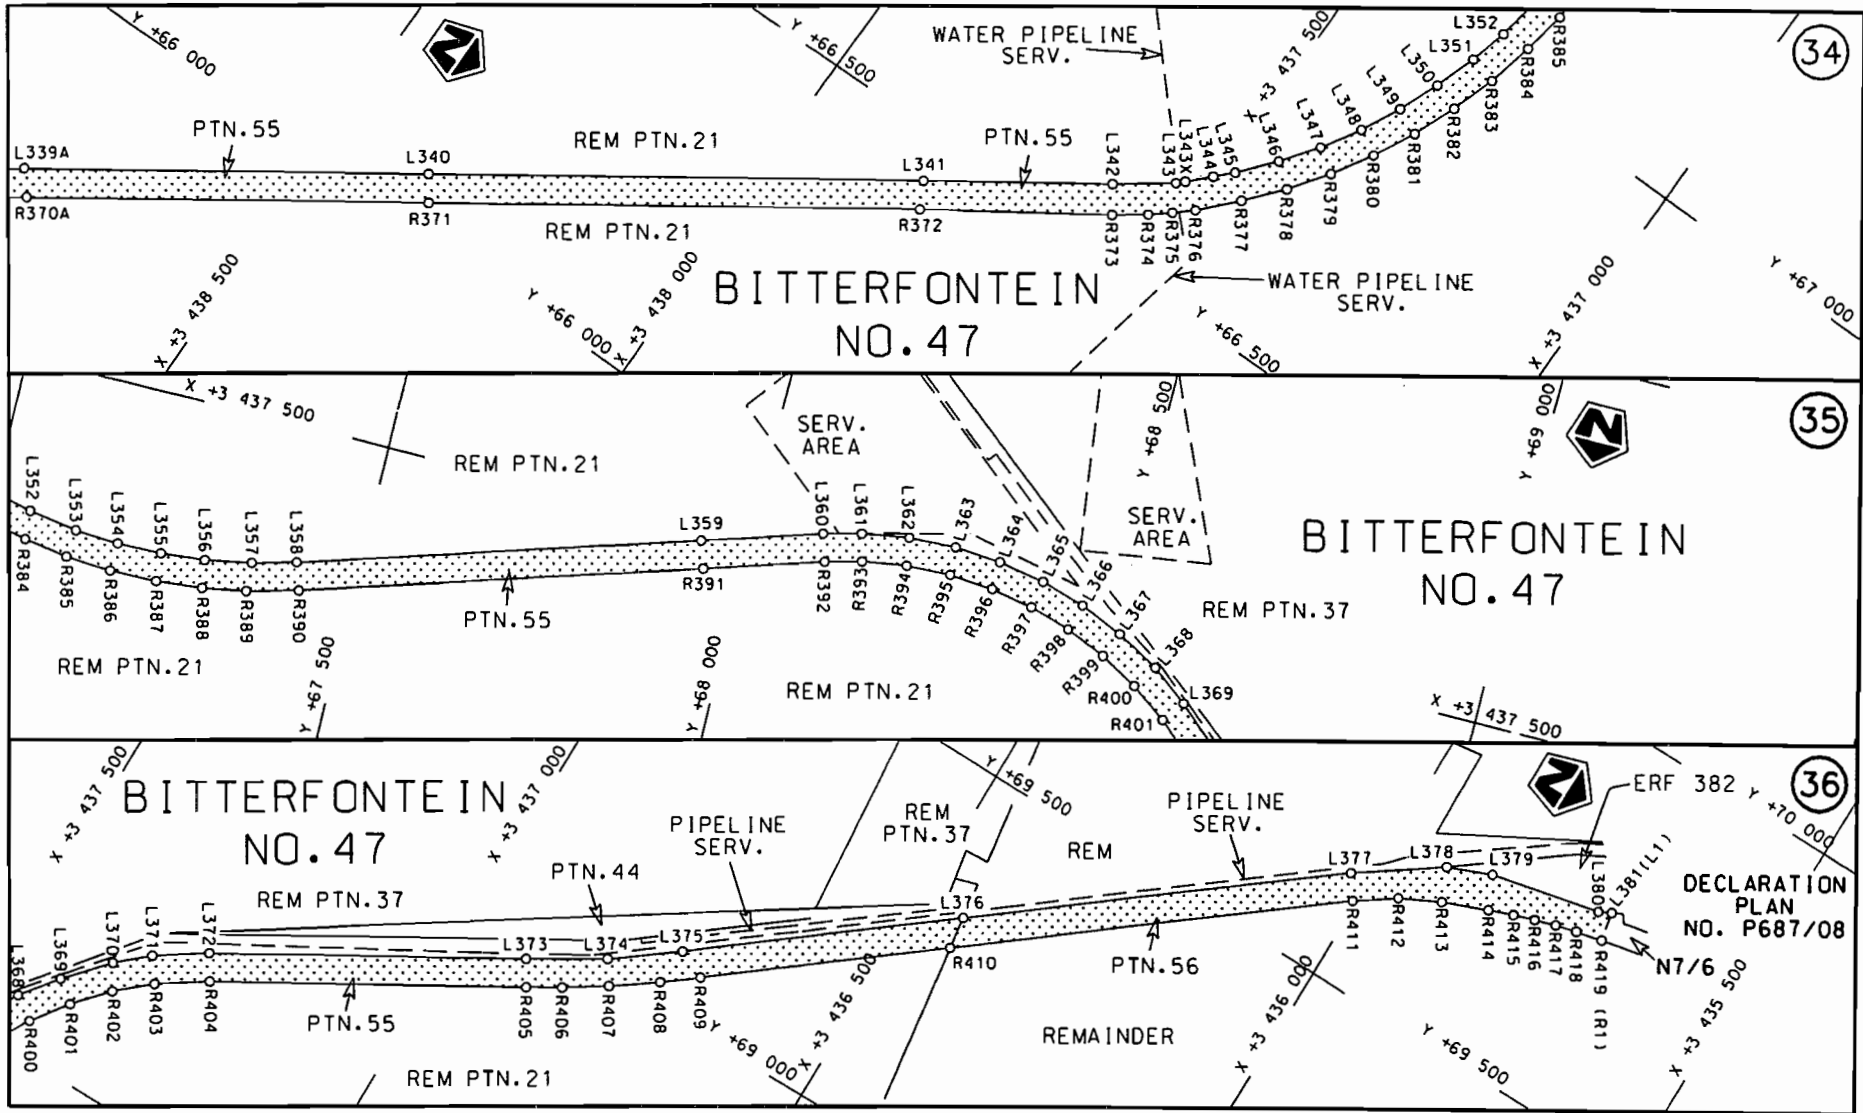 34
Y +66 000
Y +66 500
WATER PIPELINE
SERV.
X +3 437 500
L352
L351
L350
L349
L348
L347
L346
L345
L344
L343X
L343
L342
R385
R384
R383
R382
R381
R380
R379
R378
R377
R376
R375
R374
R373
PTN.55
REM PTN.21
PTN.55
L339A
L340
L341
R370A
R371
R372
REM PTN.21
X +3 438 500
Y +66 000
X +3 438 000
BITTERFONTEIN
NO.47
WATER PIPELINE
SERV.
Y +66 500
X +3 437 000
Y +67 000
35
X +3 437 500
REM PTN.21
SERV.
AREA
Y +68 500
SERV.
AREA
Y +69 000
N
BITTERFONTEIN
NO.47
L352
L353
L354
L355
L356
L357
L358
L359
L360
L361
L362
L363
L364
L365
L366
L367
L368
L369
R384
R385
R386
R387
R388
R389
R390
R391
R392
R393
R394
R395
R396
R397
R398
R399
R400
R401
PTN.55
REM PTN.37
REM PTN.21
Y +67 500
Y +68 000
REM PTN.21
X +3 437 500
36
X +3 437 500
BITTERFONTEIN
NO.47
X +3 437 000
REM PTN.37
PTN.44
PIPELINE
SERV.
REM
PTN.37
Y +69 500
REM
PIPELINE
SERV.
N
ERF 382
Y +70 000
L368
L369
L370
L371
L372
L373
L374
L375
L376
L377
L378
L379
L380
L381(L1)
DECLARATION
PLAN
NO. P687/08
N7/6
R400
R401
R402
R403
R404
R405
R406
R407
R408
R409
R410
R411
R412
R413
R414
R415
R416
R417
R418
R419 (R1)
PTN.55
PTN.56
REM PTN.21
Y +69 000
X +3 436 500
REMAINDER
X +3 436 000
Y +69 500
X +3 435 500